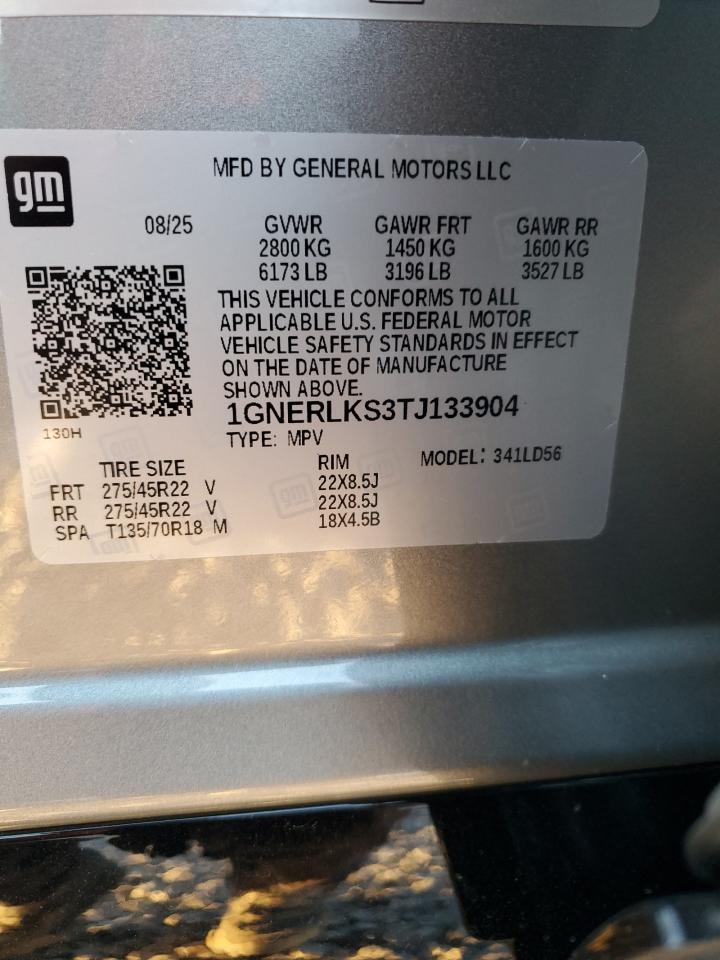 gm
MFD BY GENERAL MOTORS LLC
08/25 GVWR GAWR FRT GAWR RR
2800 KG 1450 KG 1600 KG
6173 LB 3196 LB 3527 LB
THIS VEHICLE CONFORMS TO ALL
APPLICABLE U.S. FEDERAL MOTOR
VEHICLE SAFETY STANDARDS IN EFFECT
ON THE DATE OF MANUFACTURE
SHOWN ABOVE.
1GNERLKS3TJ133904
130H
TYPE: MPV
MODEL: 341LD56
TIRE SIZE RIM
FRT 275/45R22 V 22X8.5J
RR 275/45R22 V 22X8.5J
SPA T135/70R18 M 18X4.5B